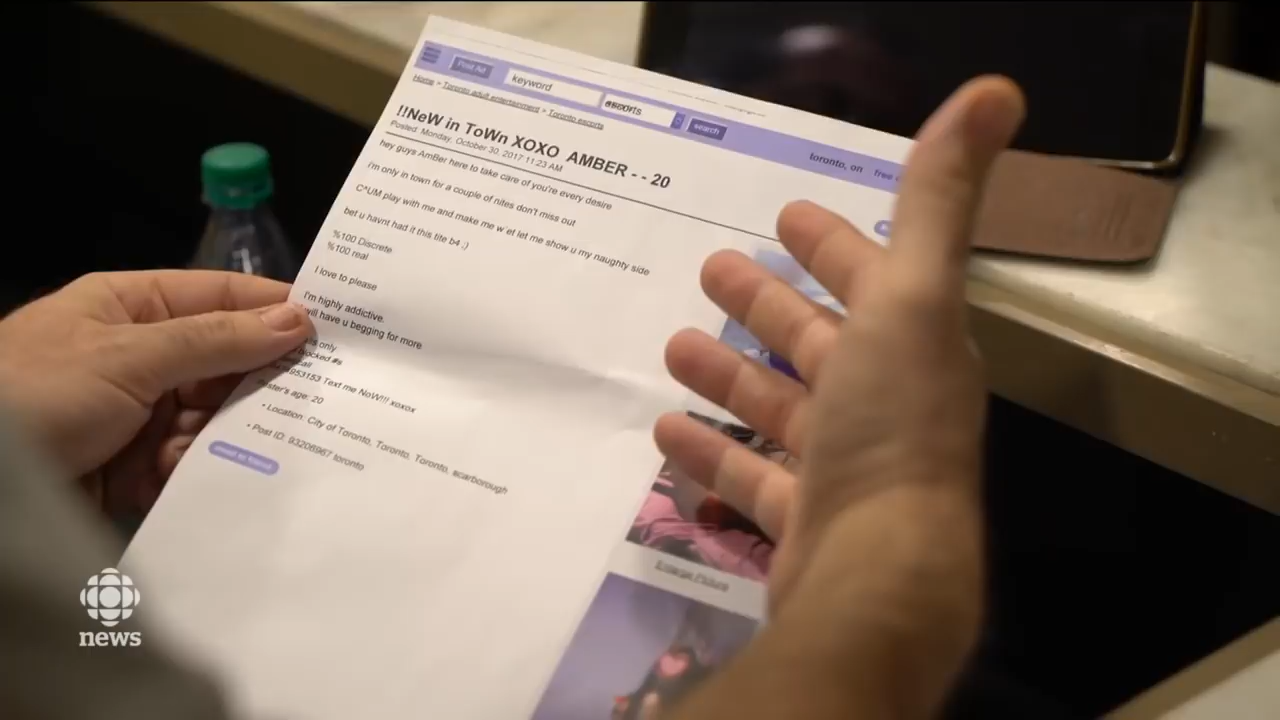 Post Ad
keyword
escorts
search
toronto, on
Home > Toronto adult entertainment > Toronto escorts
!!NeW in ToWn XOXO AMBER - - 20
Posted: Monday, October 30, 2017 11:23 AM
hey guys AmBer here to take care of you're every desire
i'm only in town for a couple of nites don't miss out
C*UM play with me and make me w*et let me show u my naughty side
bet u havnt had it this tite b4 :)
%100 Discrete
%100 real
I love to please
I'm highly addictive.
will have u begging for more
only
blocked #s
Text me NoW!!! xoxox
Poster's age: 20
• Location: City of Toronto, Toronto, Toronto, scarborough
• Post ID: 93206967 toronto
Enlarge Picture
news